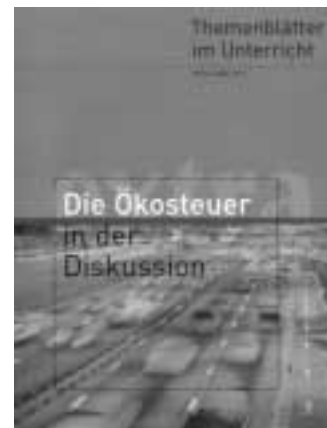 Themenblätter
im Unterricht
Die Ökosteuer
in der
Diskussion